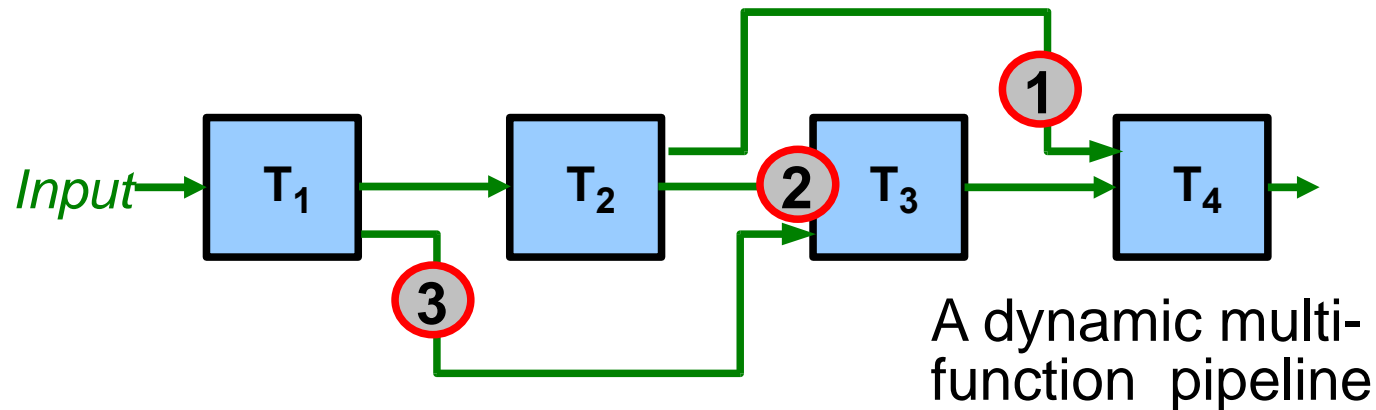 1
Input
T1
T2
2
T3
T4
3
A dynamic multi-
function pipeline